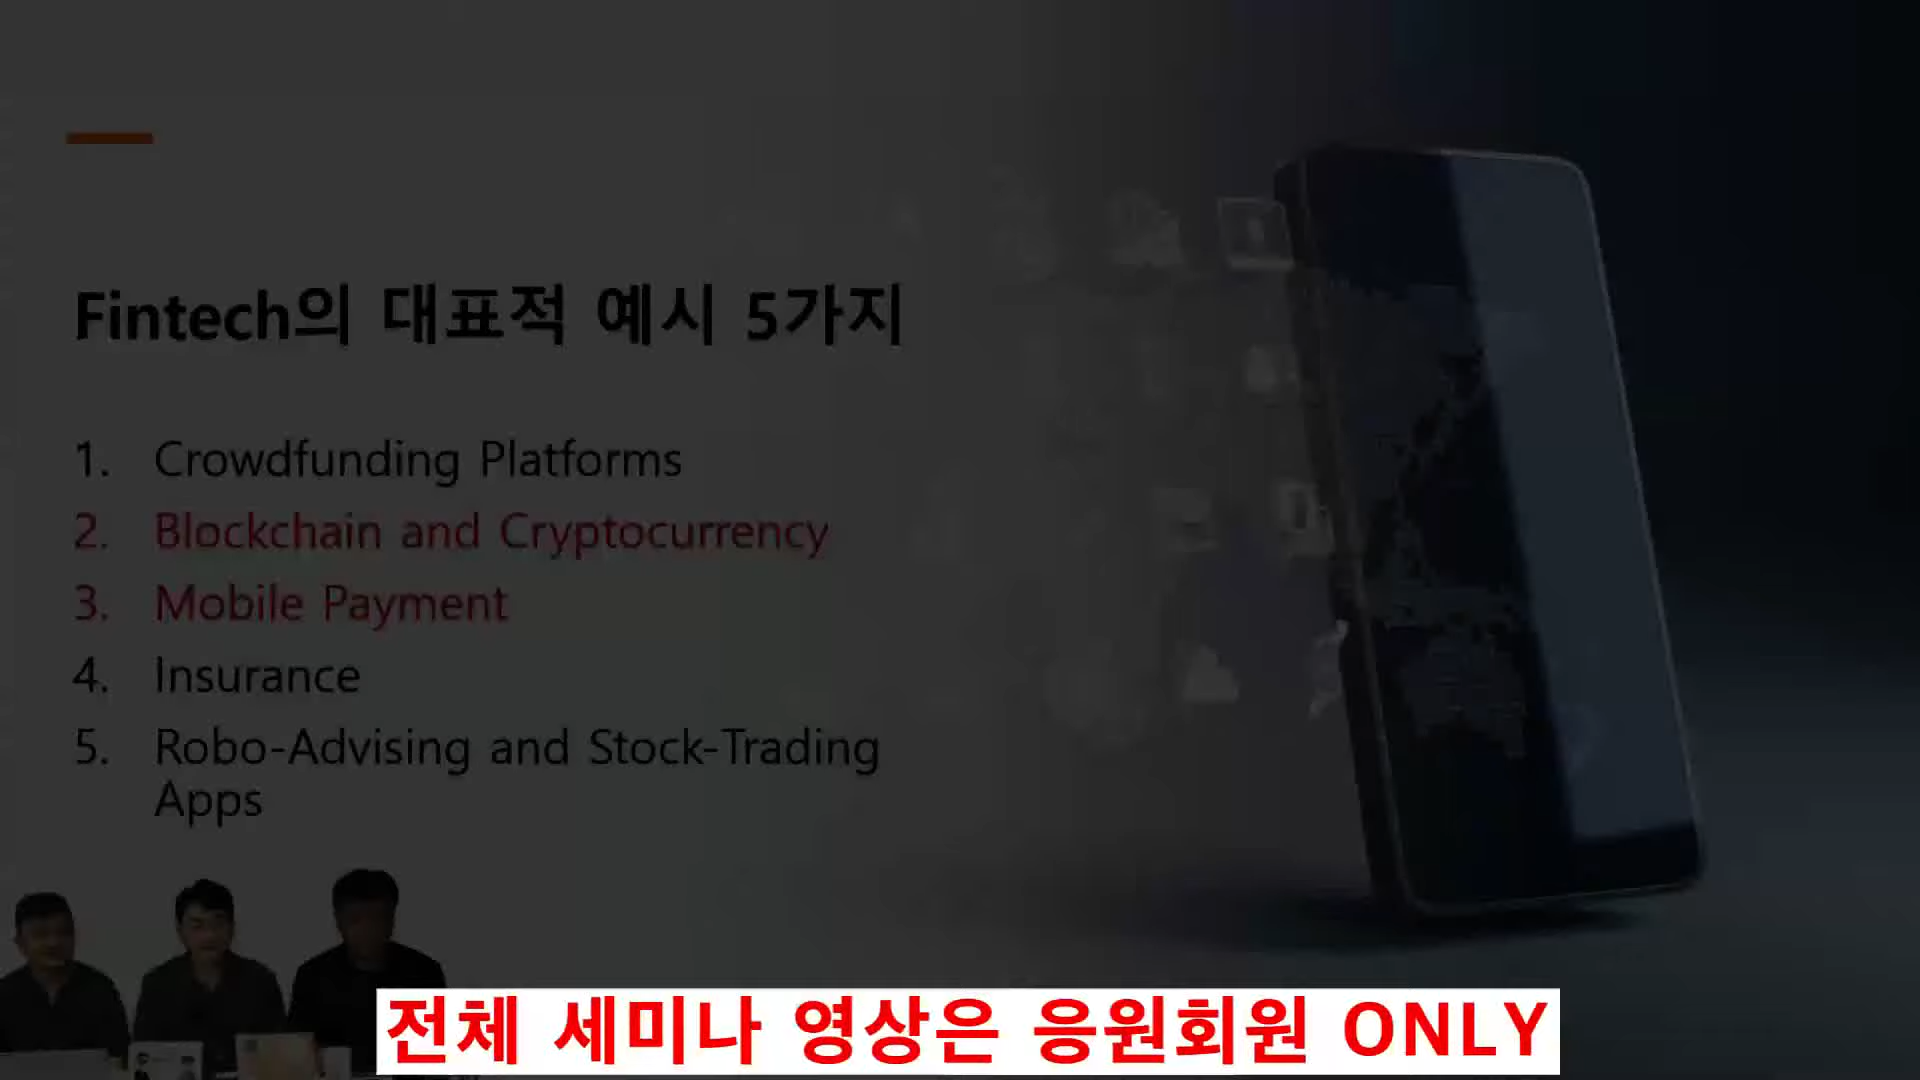 Fintech의 대표적 예시 5가지
1. Crowdfunding Platforms
2. Blockchain and Cryptocurrency
3. Mobile Payment
4. Insurance
5. Robo-Advising and Stock-Trading
Apps
전체 세미나 영상은 응원회원 ONLY